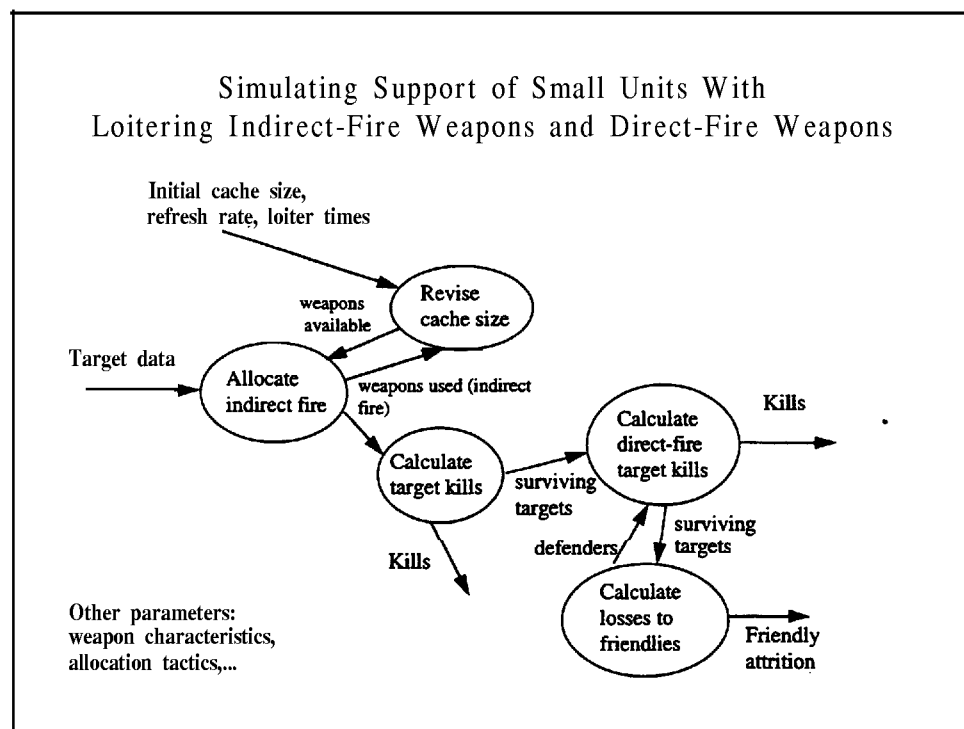 Simulating Support of Small Units With
Loitering Indirect-Fire Weapons and Direct-Fire Weapons
Initial cache size,
refresh rate, loiter times
Revise
cache size
weapons
available
Target data
Allocate
indirect fire
weapons used (indirect
fire)
Calculate
target kills
surviving
targets
Kills
Calculate
direct-fire
target kills
Kills
defenders
surviving
targets
Calculate
losses to
friendlies
Friendly
attrition
Other parameters:
weapon characteristics,
allocation tactics,...